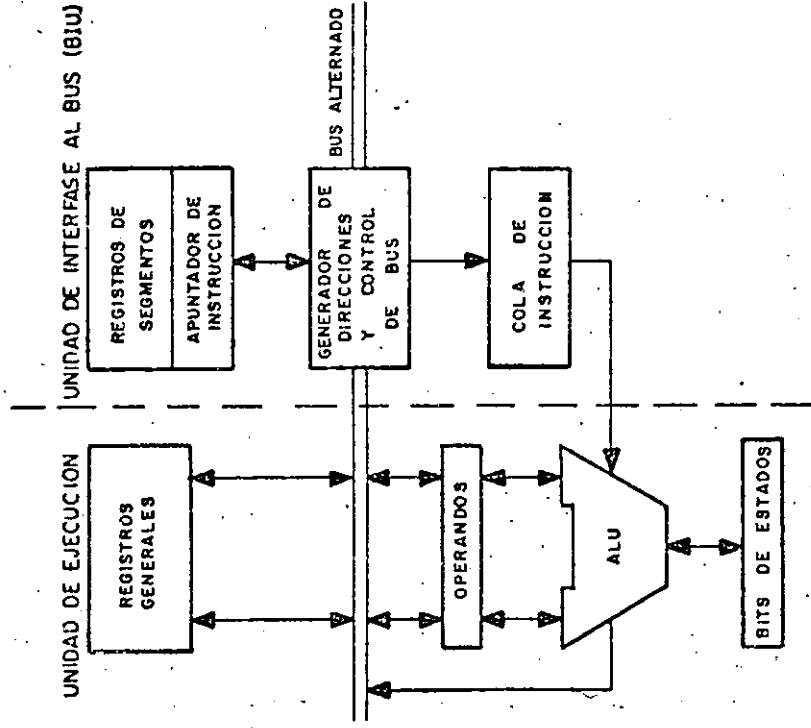 UNIDAD DE EJECUCIÓN
UNIDAD DE INTERFASE AL BUS (BIU)
REGISTROS
GENERALES
REGISTROS DE
SEGMENTOS
APUNTADOR DE
INSTRUCCION
GENERADOR DE
DIRECCIONES
Y CONTROL
DE BUS
BUS ALTERNADO
OPERANDOS
COLA DE
INSTRUCCION
ALU
BITS DE ESTADOS